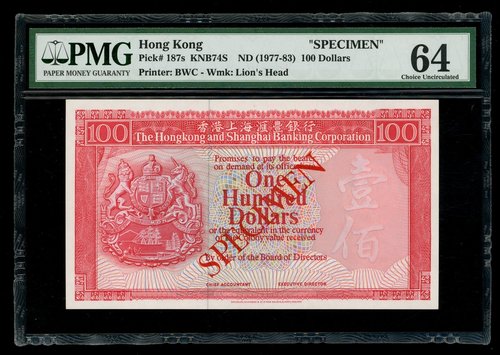 PMG
PAPER MONEY GUARANTY
Hong Kong "SPECIMEN"
Pick# 187s KNB74S ND (1977-83) 100 Dollars
Printer: BWC - Wmk: Lion's Head
64
Choice Uncirculated
100 香港上海滙豐銀行 100
The Hongkong and Shanghai Banking Corporation
Promises to pay the bearer
on demand at its office
One
Hundred
Dollars
or the equivalent in the currency
of the Colony value received
By order of the Board of Directors
CHIEF ACCOUNTANT EXECUTIVE DIRECTOR
SPECIMEN
壹
佰
100